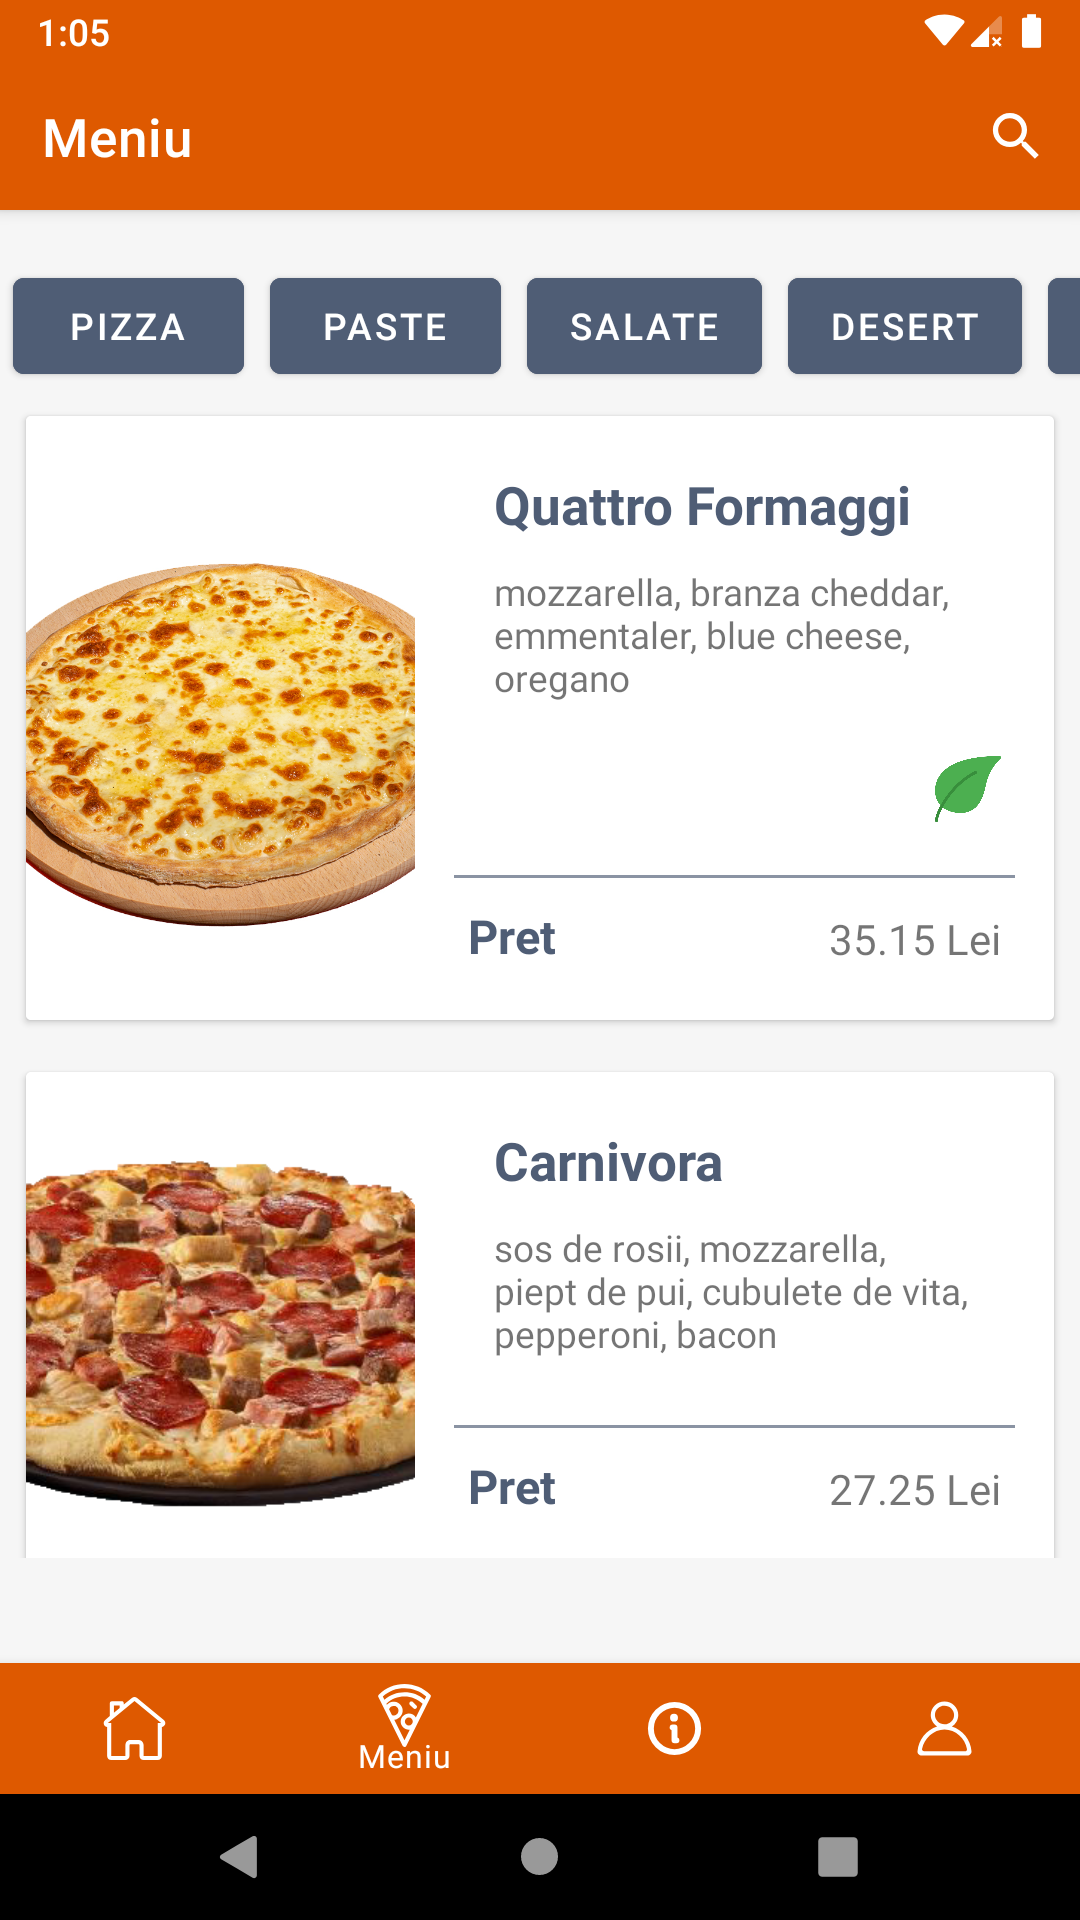 1:05
Meniu
PIZZA PASTE SALATE DESERT
Quattro Formaggi
mozzarella, branza cheddar,
emmentaler, blue cheese,
oregano
Pret 35.15 Lei
Carnivora
sos de rosii, mozzarella,
piept de pui, cubulete de vita,
pepperoni, bacon
Pret 27.25 Lei
Meniu